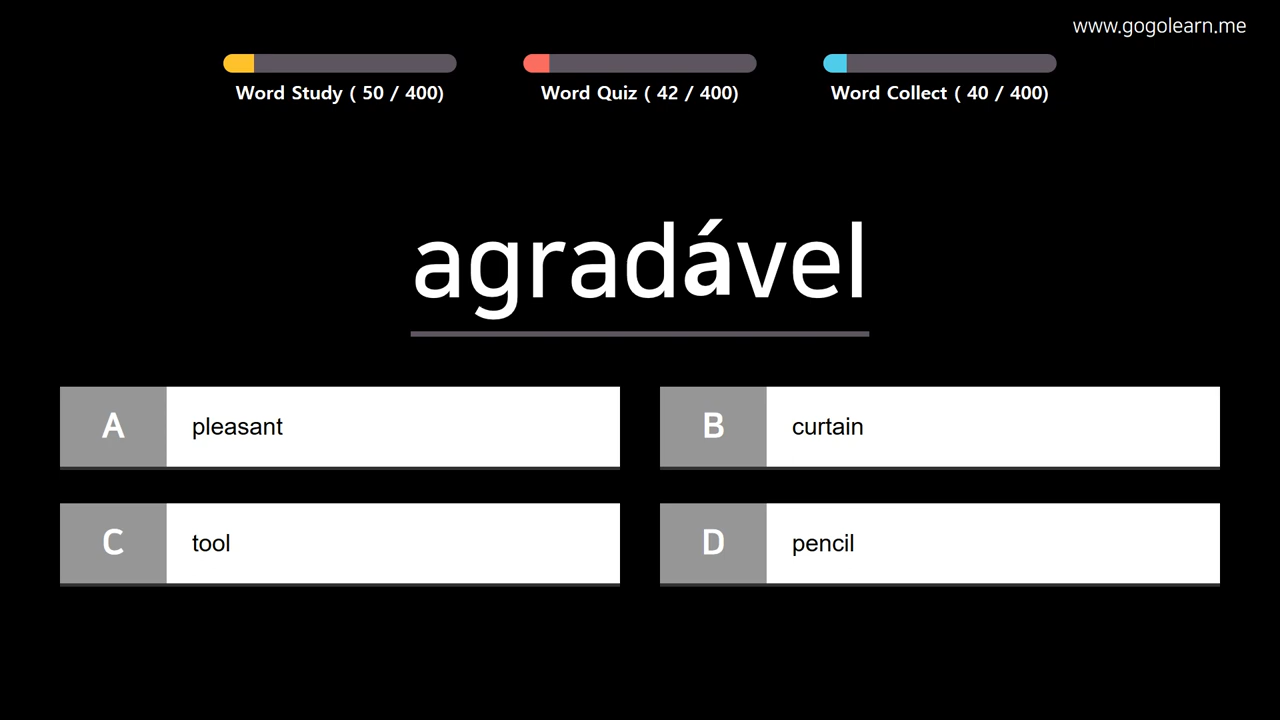 www.gogolearn.me
Word Study ( 50 / 400)
Word Quiz ( 42 / 400)
Word Collect ( 40 / 400)
agradável
A pleasant
B curtain
C tool
D pencil